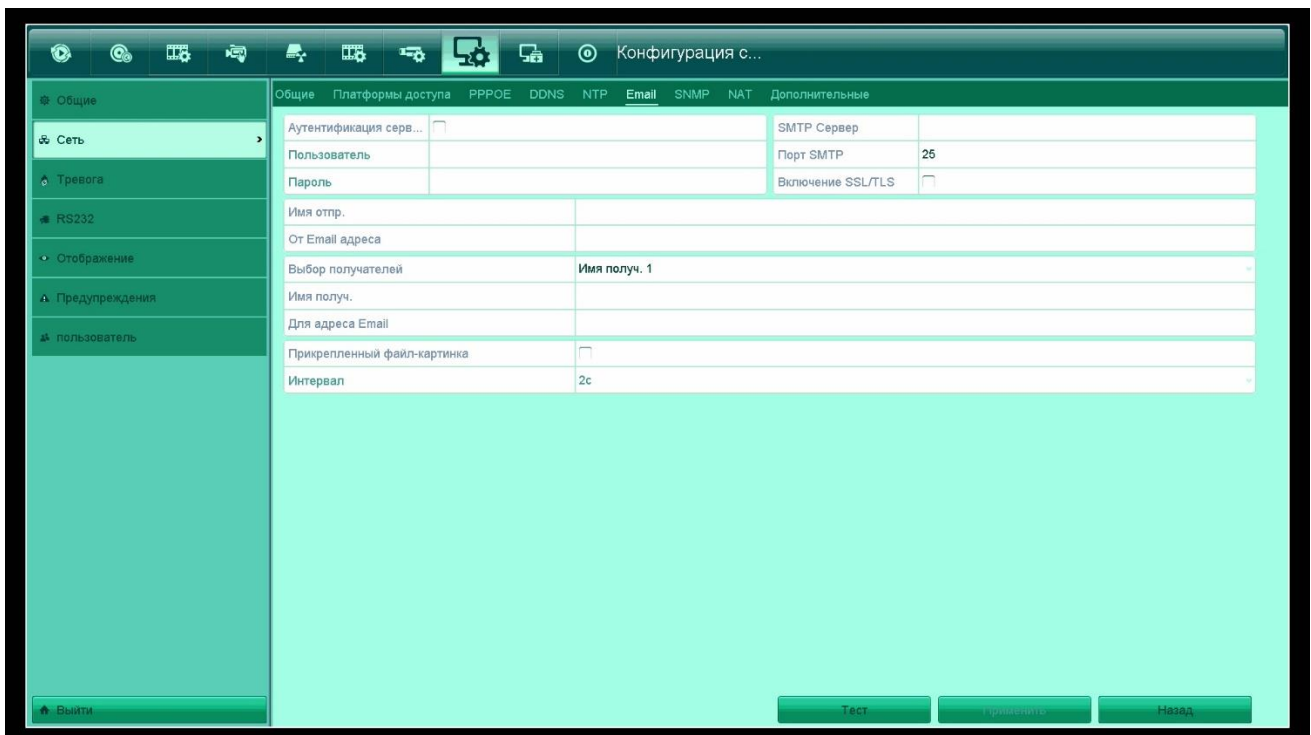 Конфигурация с...
Общие
Сеть
Тревога
RS232
Отображение
Предупреждения
пользователь
Выйти
Общие Платформы доступа PPPOE DDNS NTP Email SNMP NAT Дополнительные
Аутентификация серв...
SMTP Сервер
Пользователь
Порт SMTP 25
Пароль
Включение SSL/TLS
Имя отпр.
От Email адреса
Выбор получателей Имя получ. 1
Имя получ.
Для адреса Email
Прикрепленный файл-картинка
Интервал 2с
Тест Применить Назад